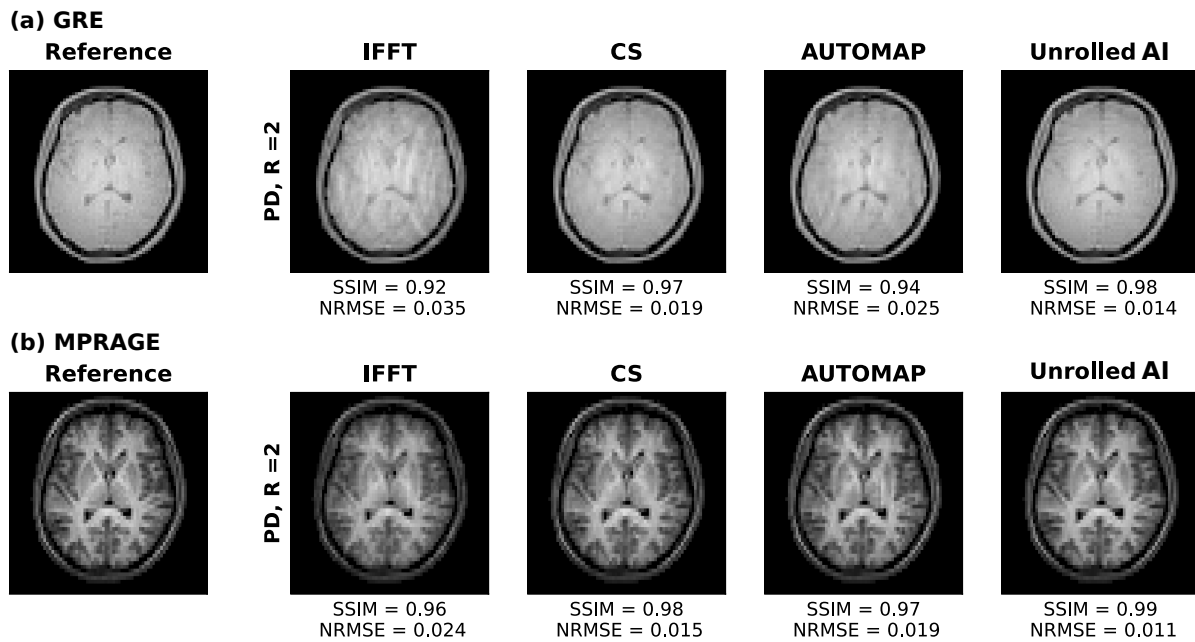 (a) GRE
Reference IFFT CS AUTOMAP Unrolled AI
PD, R =2
SSIM = 0.92 SSIM = 0.97 SSIM = 0.94 SSIM = 0.98
NRMSE = 0.035 NRMSE = 0.019 NRMSE = 0.025 NRMSE = 0.014
(b) MPRAGE
Reference IFFT CS AUTOMAP Unrolled AI
PD, R =2
SSIM = 0.96 SSIM = 0.98 SSIM = 0.97 SSIM = 0.99
NRMSE = 0.024 NRMSE = 0.015 NRMSE = 0.019 NRMSE = 0.011